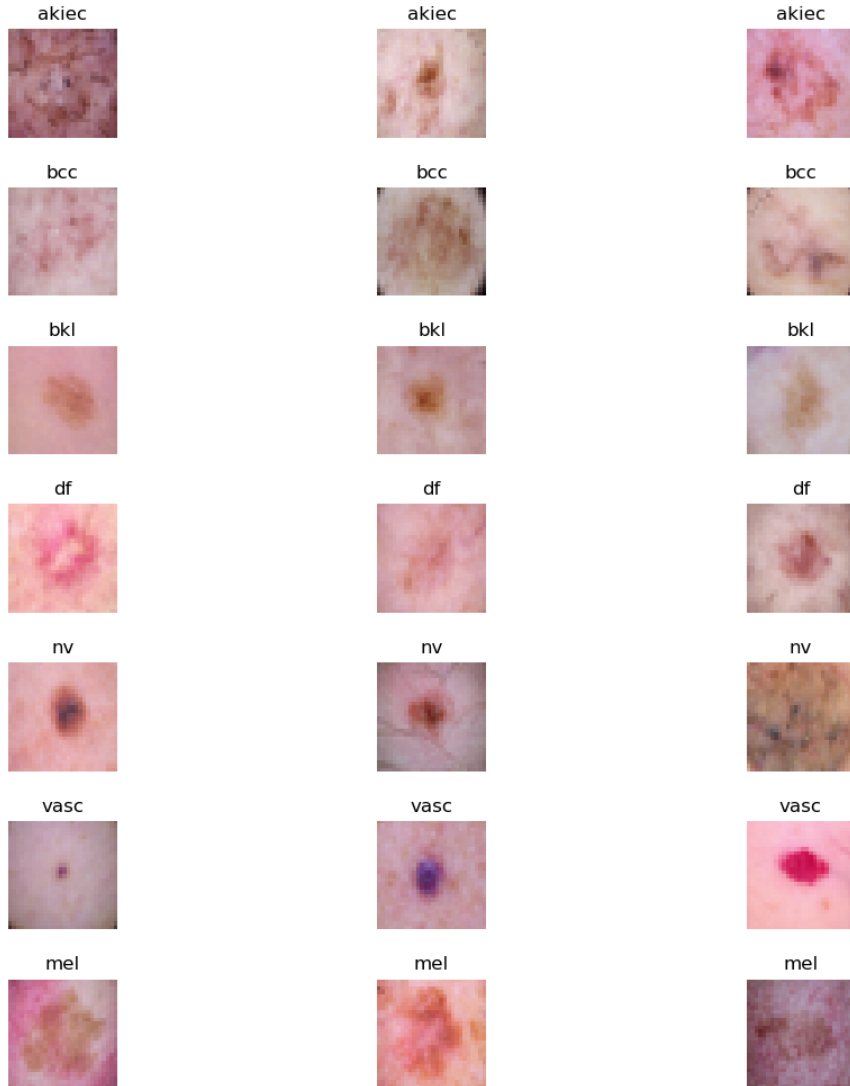 akiec akiec akiec
bcc bcc bcc
bkl bkl bkl
df df df
nv nv nv
vasc vasc vasc
mel mel mel